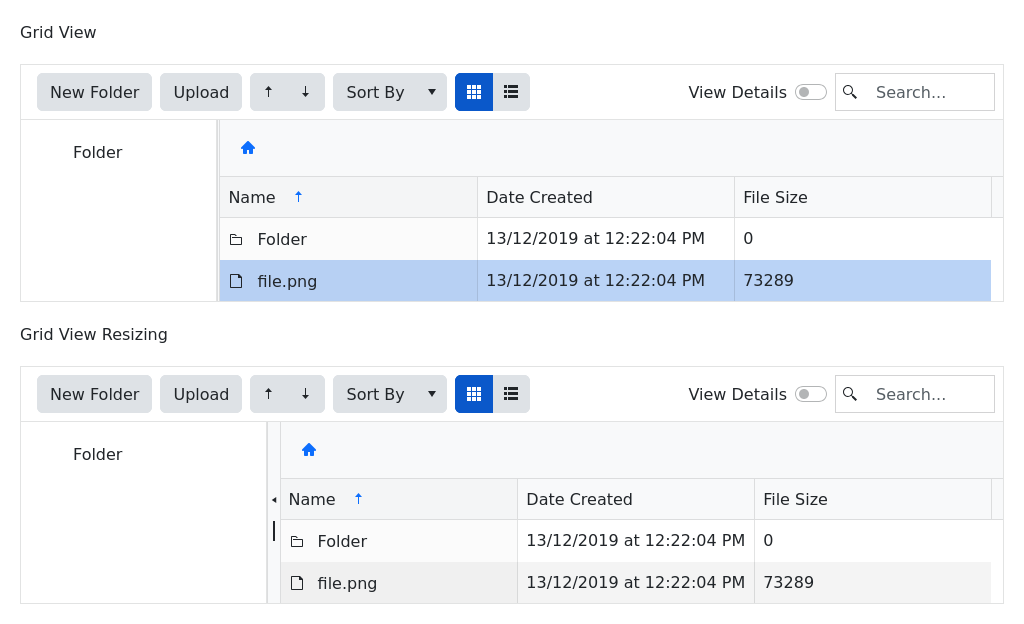 Grid View
New Folder Upload Sort By View Details Search...
Folder
Name Date Created File Size
Folder 13/12/2019 at 12:22:04 PM 0
file.png 13/12/2019 at 12:22:04 PM 73289
Grid View Resizing
New Folder Upload Sort By View Details Search...
Folder
Name Date Created File Size
Folder 13/12/2019 at 12:22:04 PM 0
file.png 13/12/2019 at 12:22:04 PM 73289